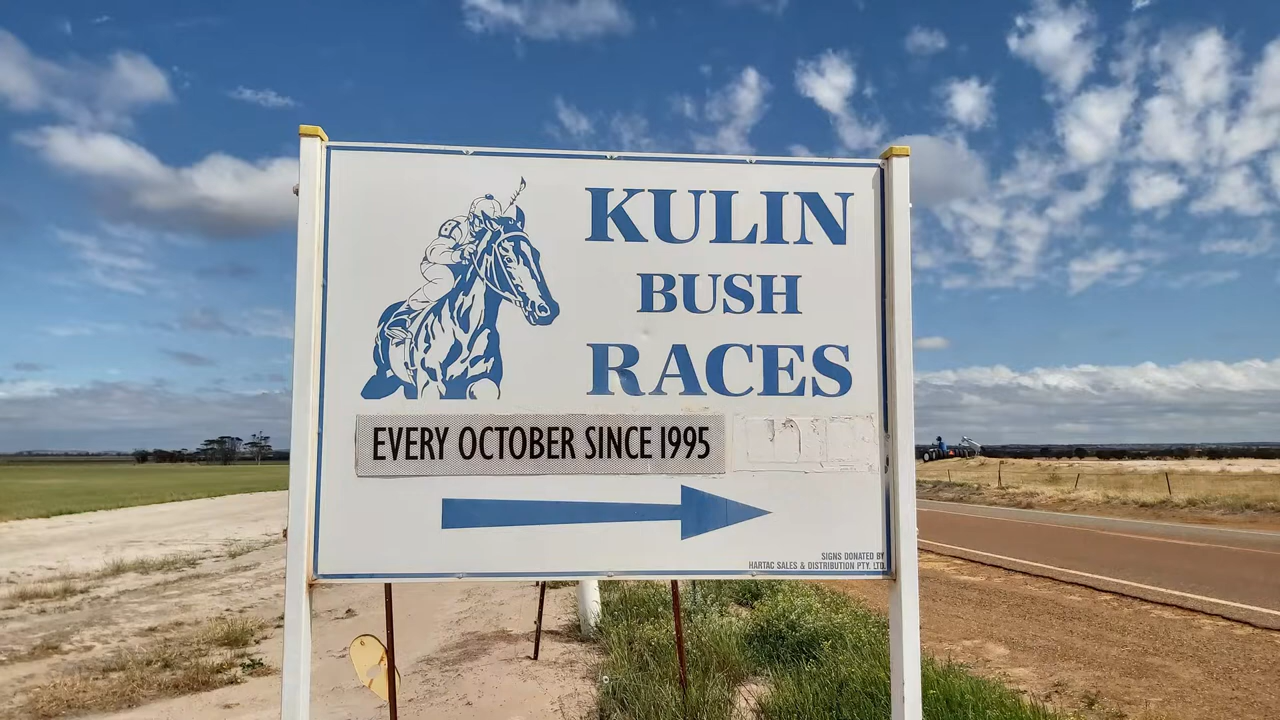 KULIN
BUSH
RACES
EVERY OCTOBER SINCE 1995
SIGNS DONATED BY
HARTAC SALES & DISTRIBUTION PTY. LTD.